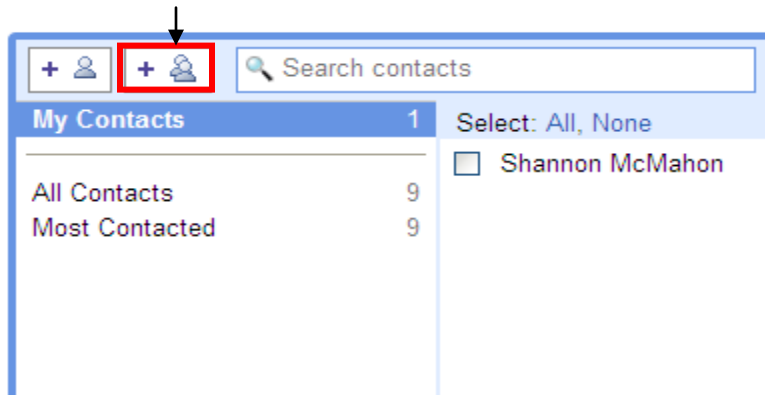 + + Search contacts
My Contacts 1
Select: All, None
Shannon McMahon
All Contacts 9
Most Contacted 9